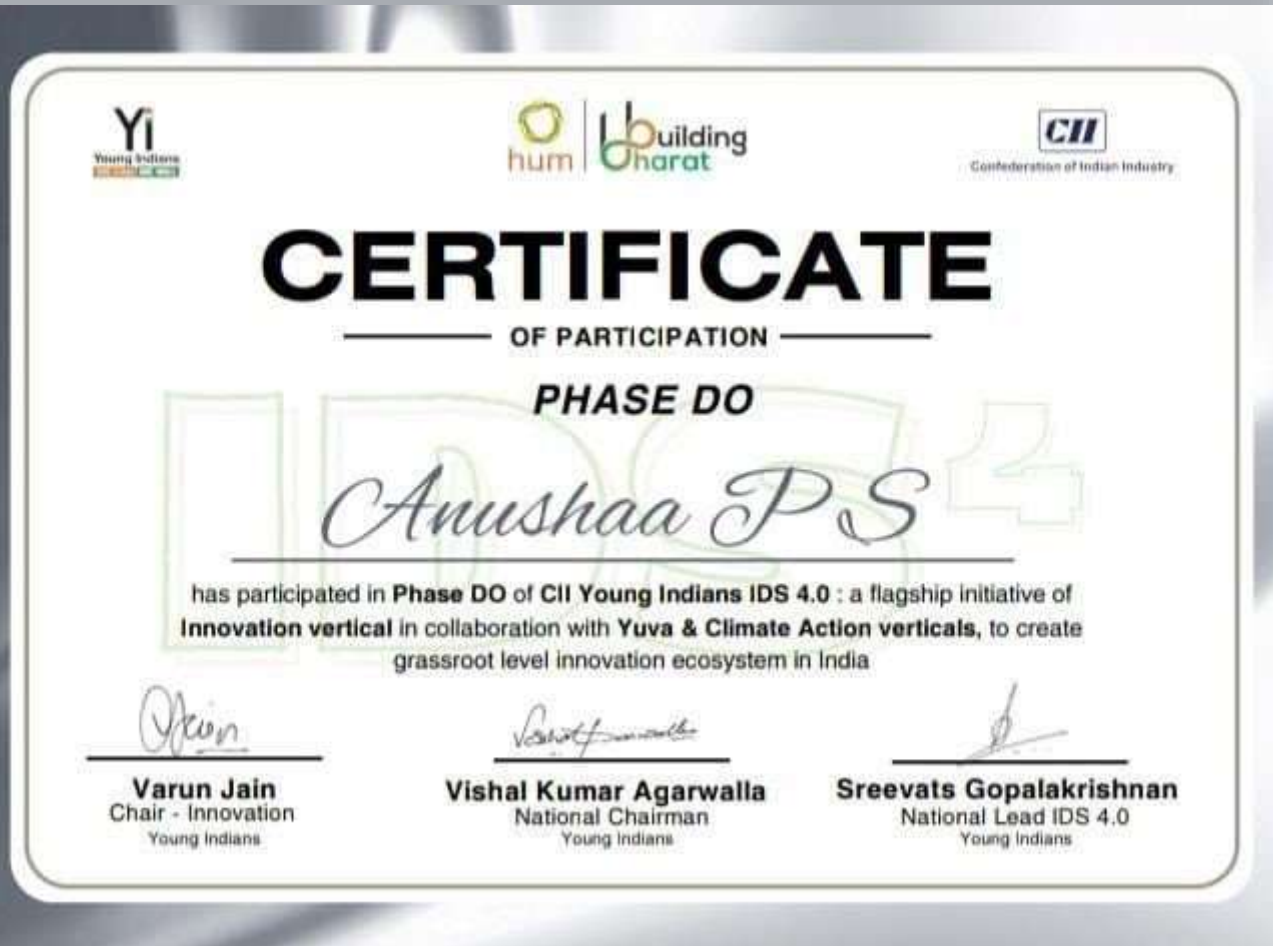 Yi
Young Indians
hum
building
bharat
CII
Confederation of Indian Industry
CERTIFICATE
OF PARTICIPATION
PHASE DO
IDS 4
Anushaa P S
has participated in Phase DO of CII Young Indians IDS 4.0 : a flagship initiative of
Innovation vertical in collaboration with Yuva & Climate Action verticals, to create
grassroot level innovation ecosystem in India
Varun Jain
Chair - Innovation
Young Indians
Vishal Kumar Agarwalla
National Chairman
Young Indians
Sreevats Gopalakrishnan
National Lead IDS 4.0
Young Indians